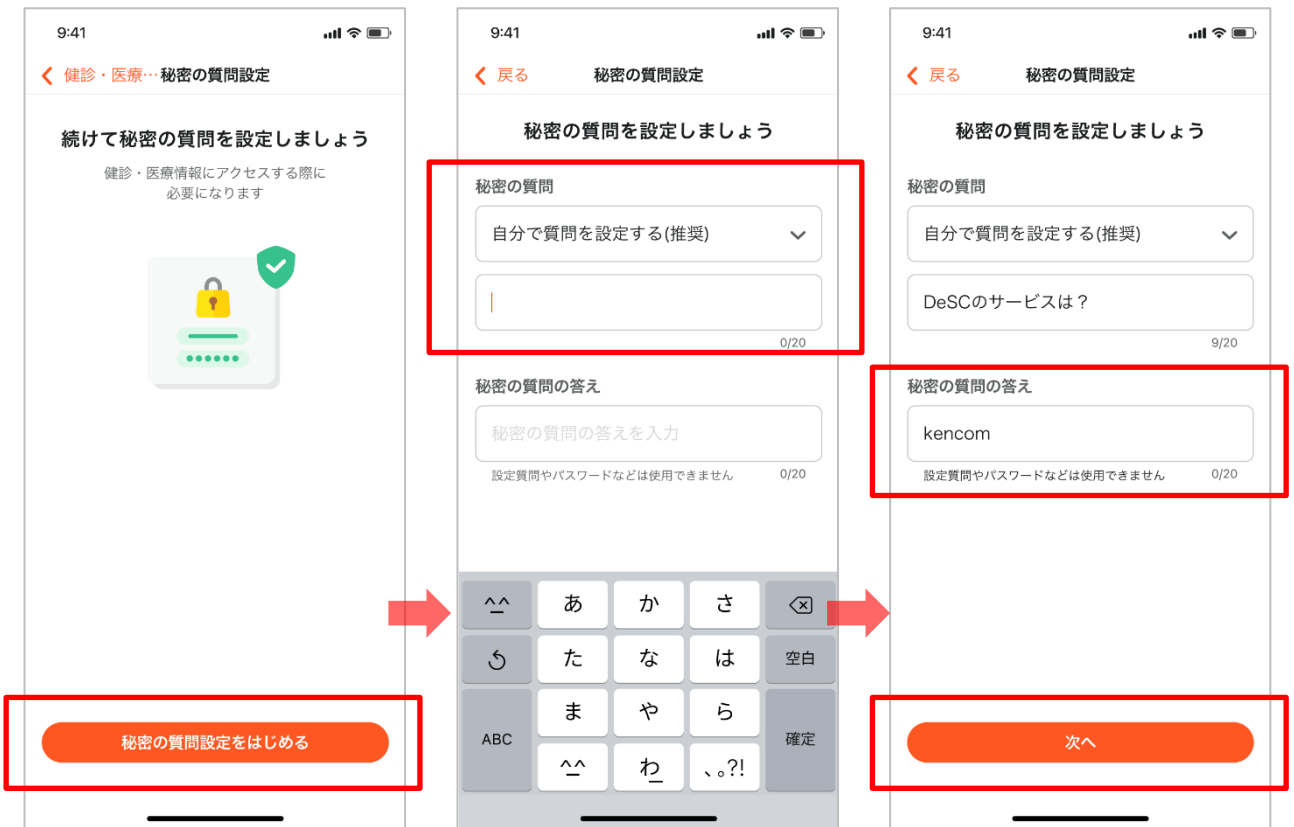 9:41
健診・医療…秘密の質問設定
続けて秘密の質問を設定しましょう
健診・医療情報にアクセスする際に
必要になります
秘密の質問設定をはじめる
9:41
戻る 秘密の質問設定
秘密の質問を設定しましょう
秘密の質問
自分で質問を設定する(推奨)
0/20
秘密の質問の答え
秘密の質問の答えを入力
設定質問やパスワードなどは使用できません 0/20
^_^ あ か さ
た な は 空白
ABC ま や ら 確定
^_^ わ_ 、。?!
9:41
戻る 秘密の質問設定
秘密の質問を設定しましょう
秘密の質問
自分で質問を設定する(推奨)
DeSCのサービスは？
9/20
秘密の質問の答え
kencom
設定質問やパスワードなどは使用できません 0/20
次へ